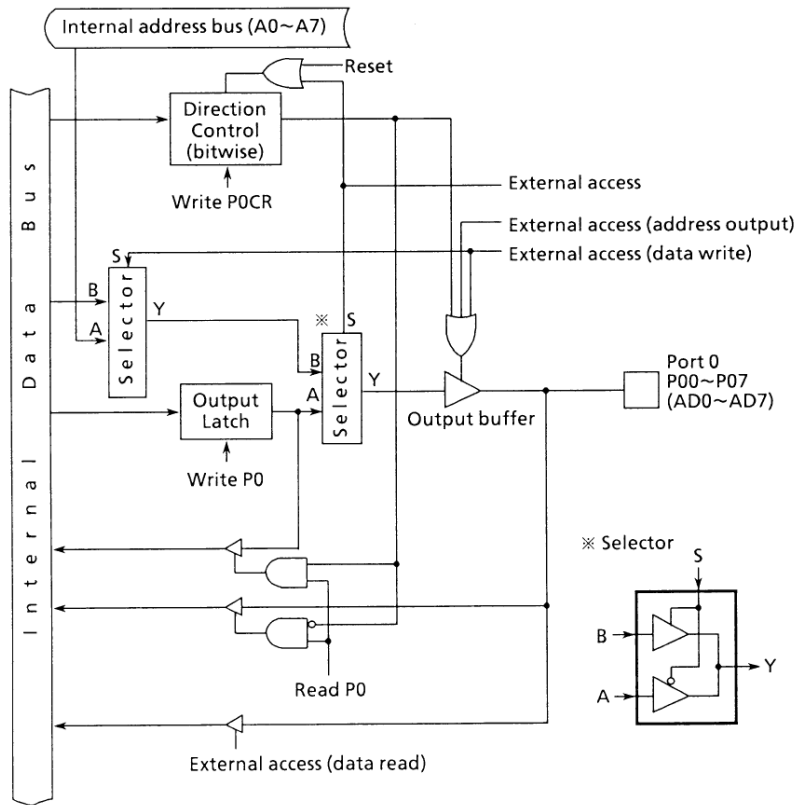 Internal address bus (A0~A7)
Reset
Direction
Control
(bitwise)
Write P0CR
External access
External access (address output)
External access (data write)
S
B
A
Selector
Y
※
S
B
A
Selector
Y
Output
Latch
Write P0
Output buffer
Port 0
P00~P07
(AD0~AD7)
Internal Data Bus
Read P0
External access (data read)
※ Selector
S
B
A
Y